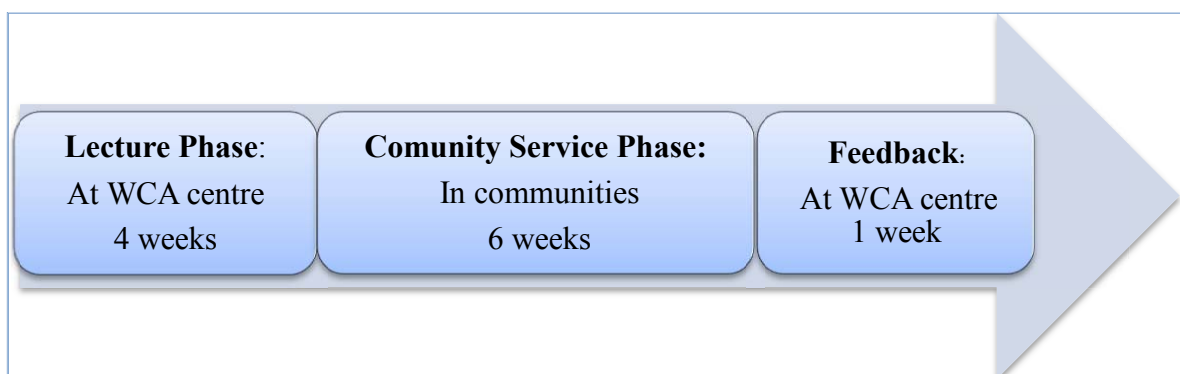 Lecture Phase:
At WCA centre
4 weeks
Comunity Service Phase:
In communities
6 weeks
Feedback:
At WCA centre
1 week